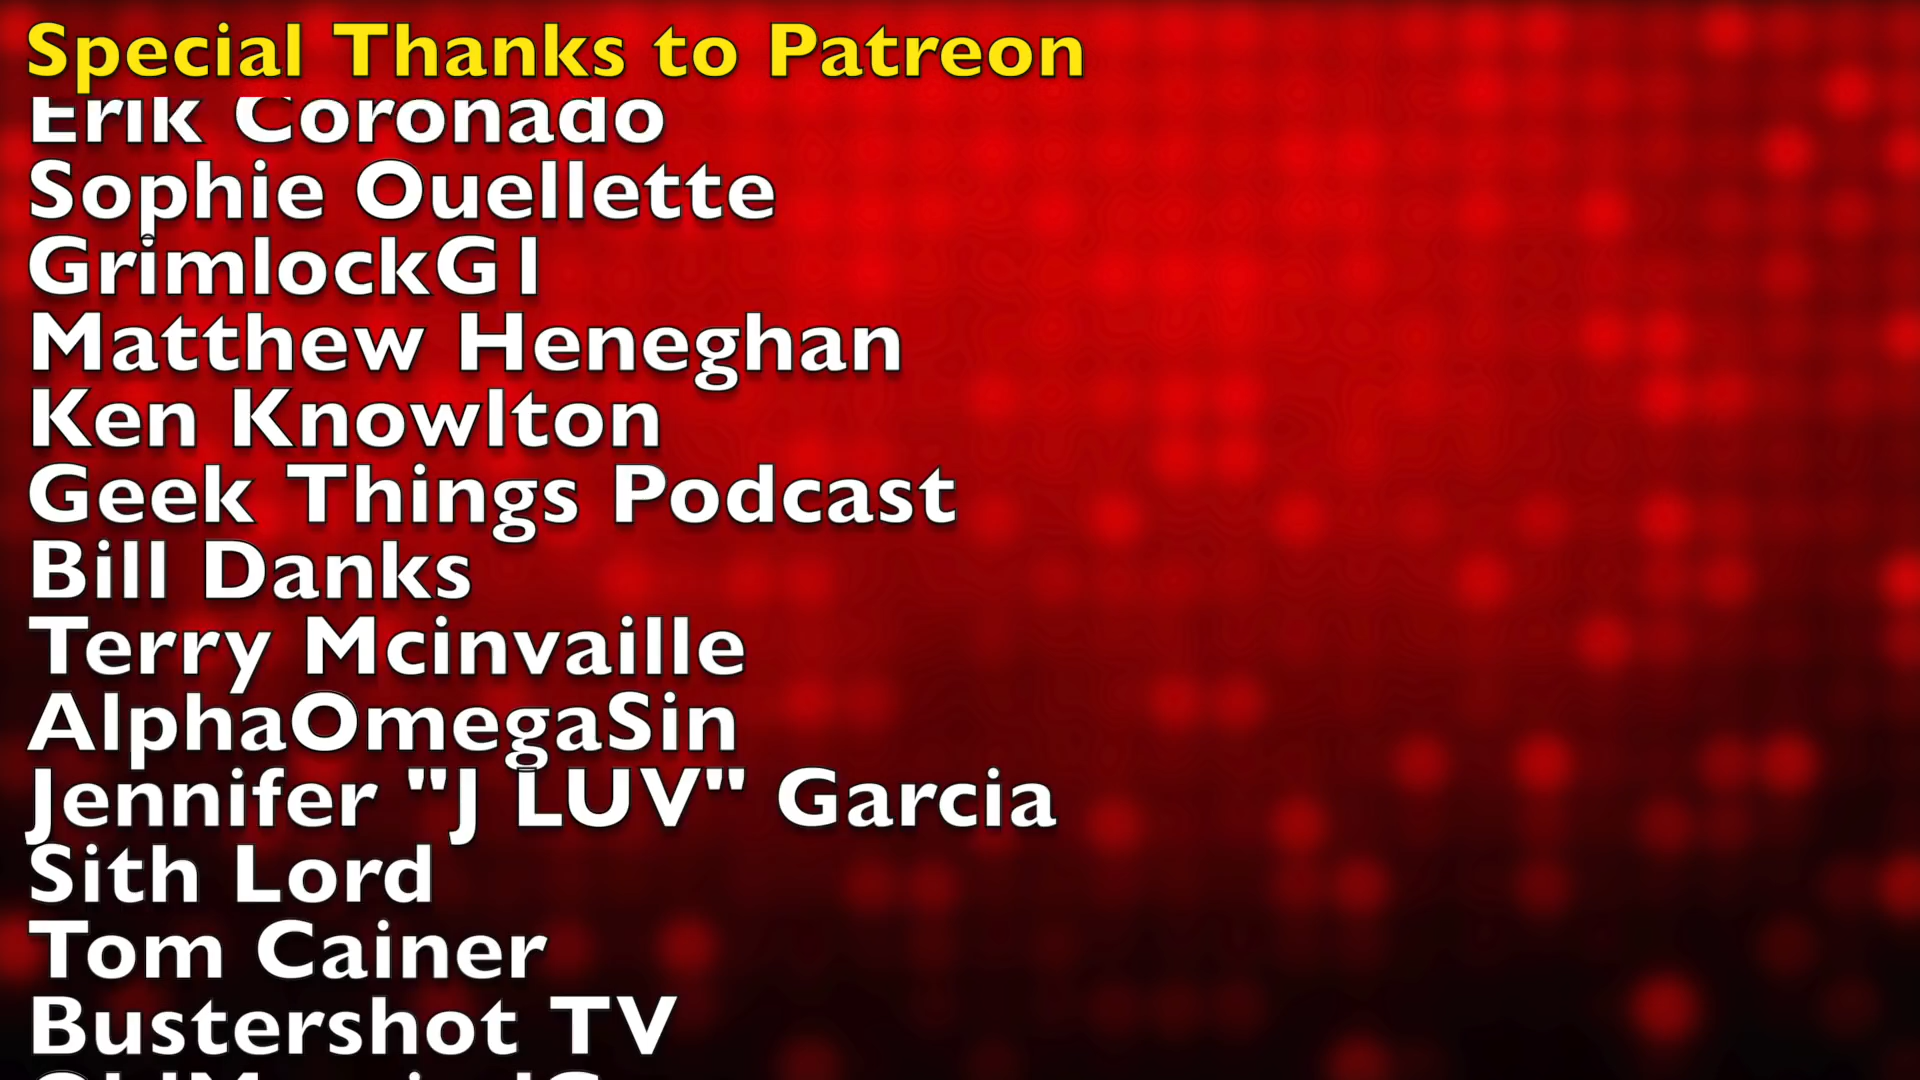 Special Thanks to Patreon
Erik Coronado
Sophie Ouellette
GrimlockG1
Matthew Heneghan
Ken Knowlton
Geek Things Podcast
Bill Danks
Terry Mcinvaille
AlphaOmegaSin
Jennifer "J LUV" Garcia
Sith Lord
Tom Cainer
Bustershot TV